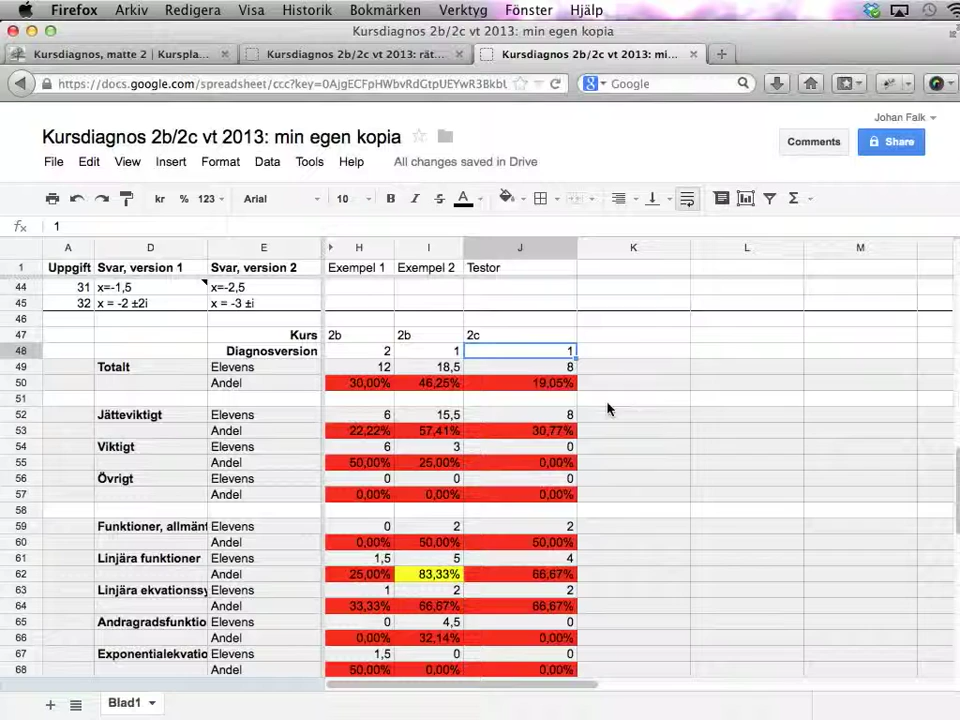 Firefox Arkiv Redigera Visa Historik Bokmärken Verktyg Fönster Hjälp
Kursdiagnos 2b/2c vt 2013: min egen kopia
Kursdiagnos, matte 2 | Kurspla... Kursdiagnos 2b/2c vt 2013: rät... Kursdiagnos 2b/2c vt 2013: mi...
https://docs.google.com/spreadsheet/ccc?key=0AjgECFpHWbvRdGtpUEYwR3Bkbl Google
Johan Falk
Kursdiagnos 2b/2c vt 2013: min egen kopia
Comments Share
File Edit View Insert Format Data Tools Help All changes saved in Drive
kr % 123 Arial 10 B I S A Σ
fx 1
A D E H I J K L M
1 Uppgift Svar, version 1 Svar, version 2 Exempel 1 Exempel 2 Testor
44 31 x=-1,5 x=-2,5
45 32 x = -2 ±2i x = -3 ±i
46
47 Kurs 2b 2b 2c
48 Diagnosversion 2 1 1
49 Totalt Elevens 12 18,5 8
50 Andel 30,00% 46,25% 19,05%
51
52 Jätteviktigt Elevens 6 15,5 8
53 Andel 22,22% 57,41% 30,77%
54 Viktigt Elevens 6 3 0
55 Andel 50,00% 25,00% 0,00%
56 Övrigt Elevens 0 0 0
57 Andel 0,00% 0,00% 0,00%
58
59 Funktioner, allmänt Elevens 0 2 2
60 Andel 0,00% 50,00% 50,00%
61 Linjära funktioner Elevens 1,5 5 4
62 Andel 25,00% 83,33% 66,67%
63 Linjära ekvationssy Elevens 1 2 2
64 Andel 33,33% 66,67% 66,67%
65 Andragradsfunktio Elevens 0 4,5 0
66 Andel 0,00% 32,14% 0,00%
67 Exponentialekvatio Elevens 1,5 0 0
68 Andel 50,00% 0,00% 0,00%
Blad1